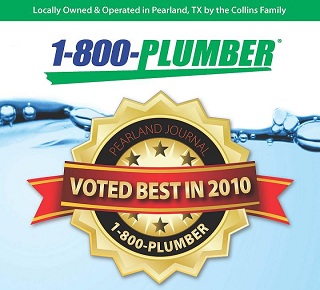 Locally Owned & Operated in Pearland, TX by the Collins Family
1-800-PLUMBER®
PEARLAND JOURNAL
VOTED BEST IN 2010
1-800-PLUMBER